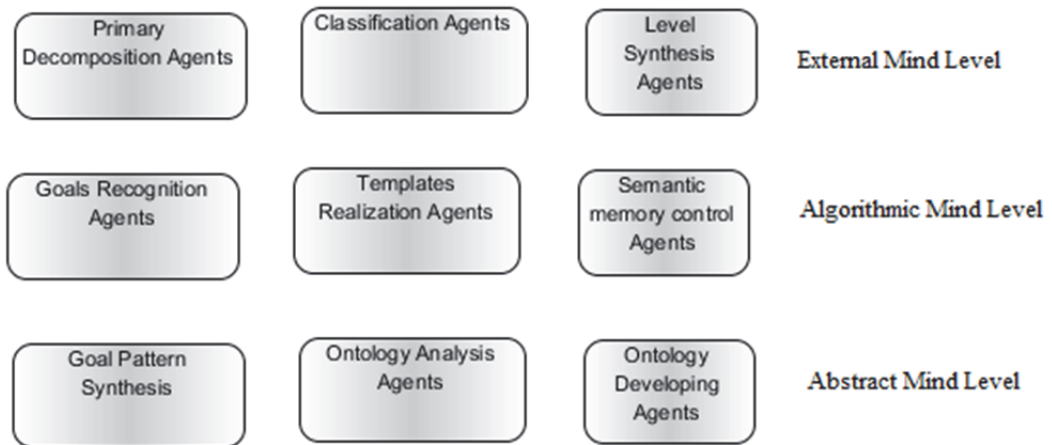 Primary
Decomposition Agents
Classification Agents
Level
Synthesis
Agents
External Mind Level
Goals Recognition
Agents
Templates
Realization Agents
Semantic
memory control
Agents
Algorithmic Mind Level
Goal Pattern
Synthesis
Ontology Analysis
Agents
Ontology
Developing
Agents
Abstract Mind Level